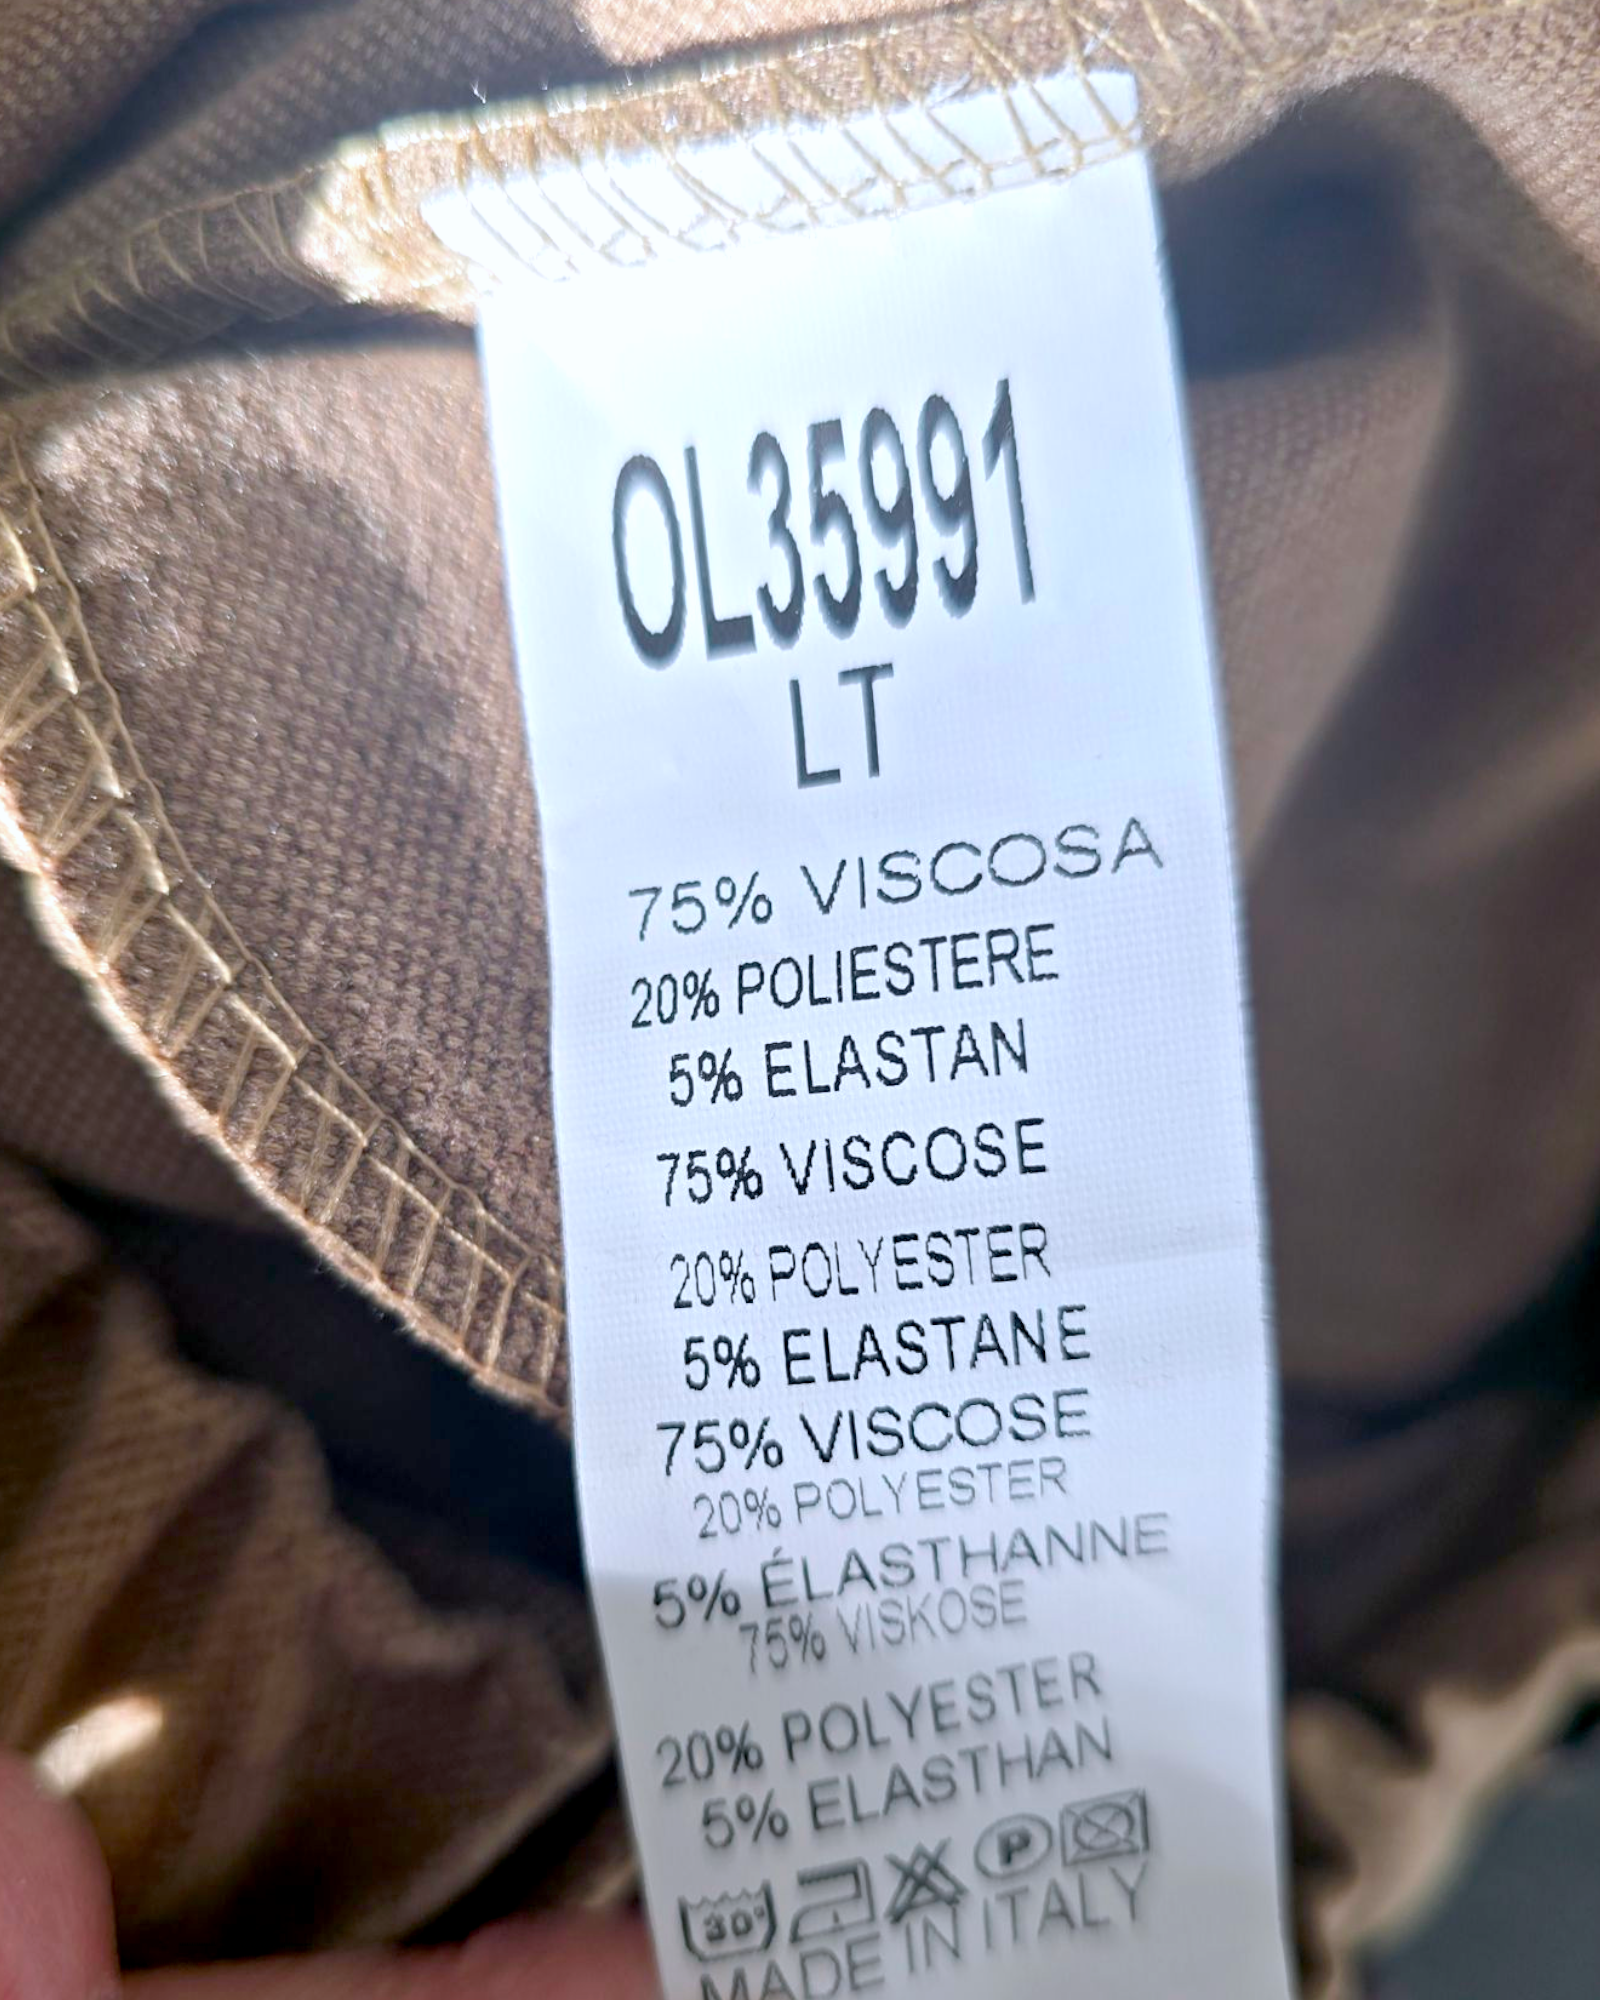 OL35991
LT
75% VISCOSA
20% POLIESTERE
5% ELASTAN
75% VISCOSE
20% POLYESTER
5% ELASTANE
75% VISCOSE
20% POLYESTER
5% ÉLASTHANNE
75% VISKOSE
20% POLYESTER
5% ELASTHAN
30° P
MADE IN ITALY